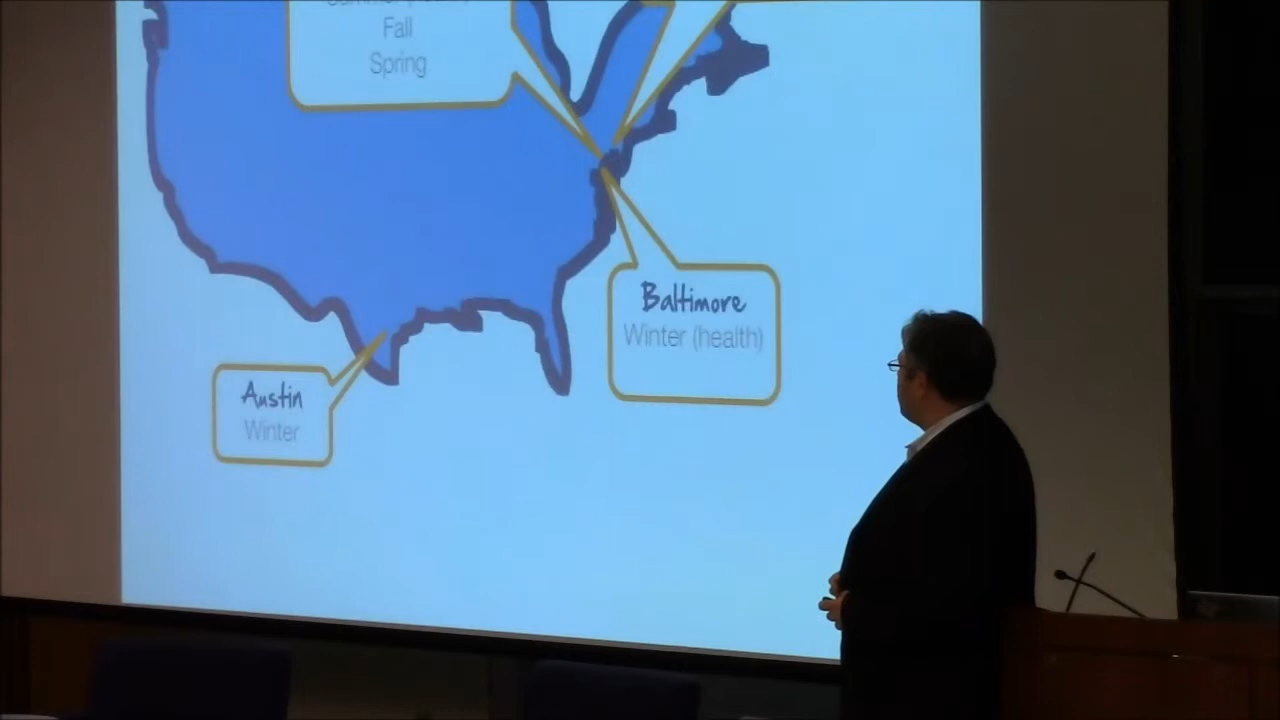 Fall
Spring
Baltimore
Winter (health)
Austin
Winter